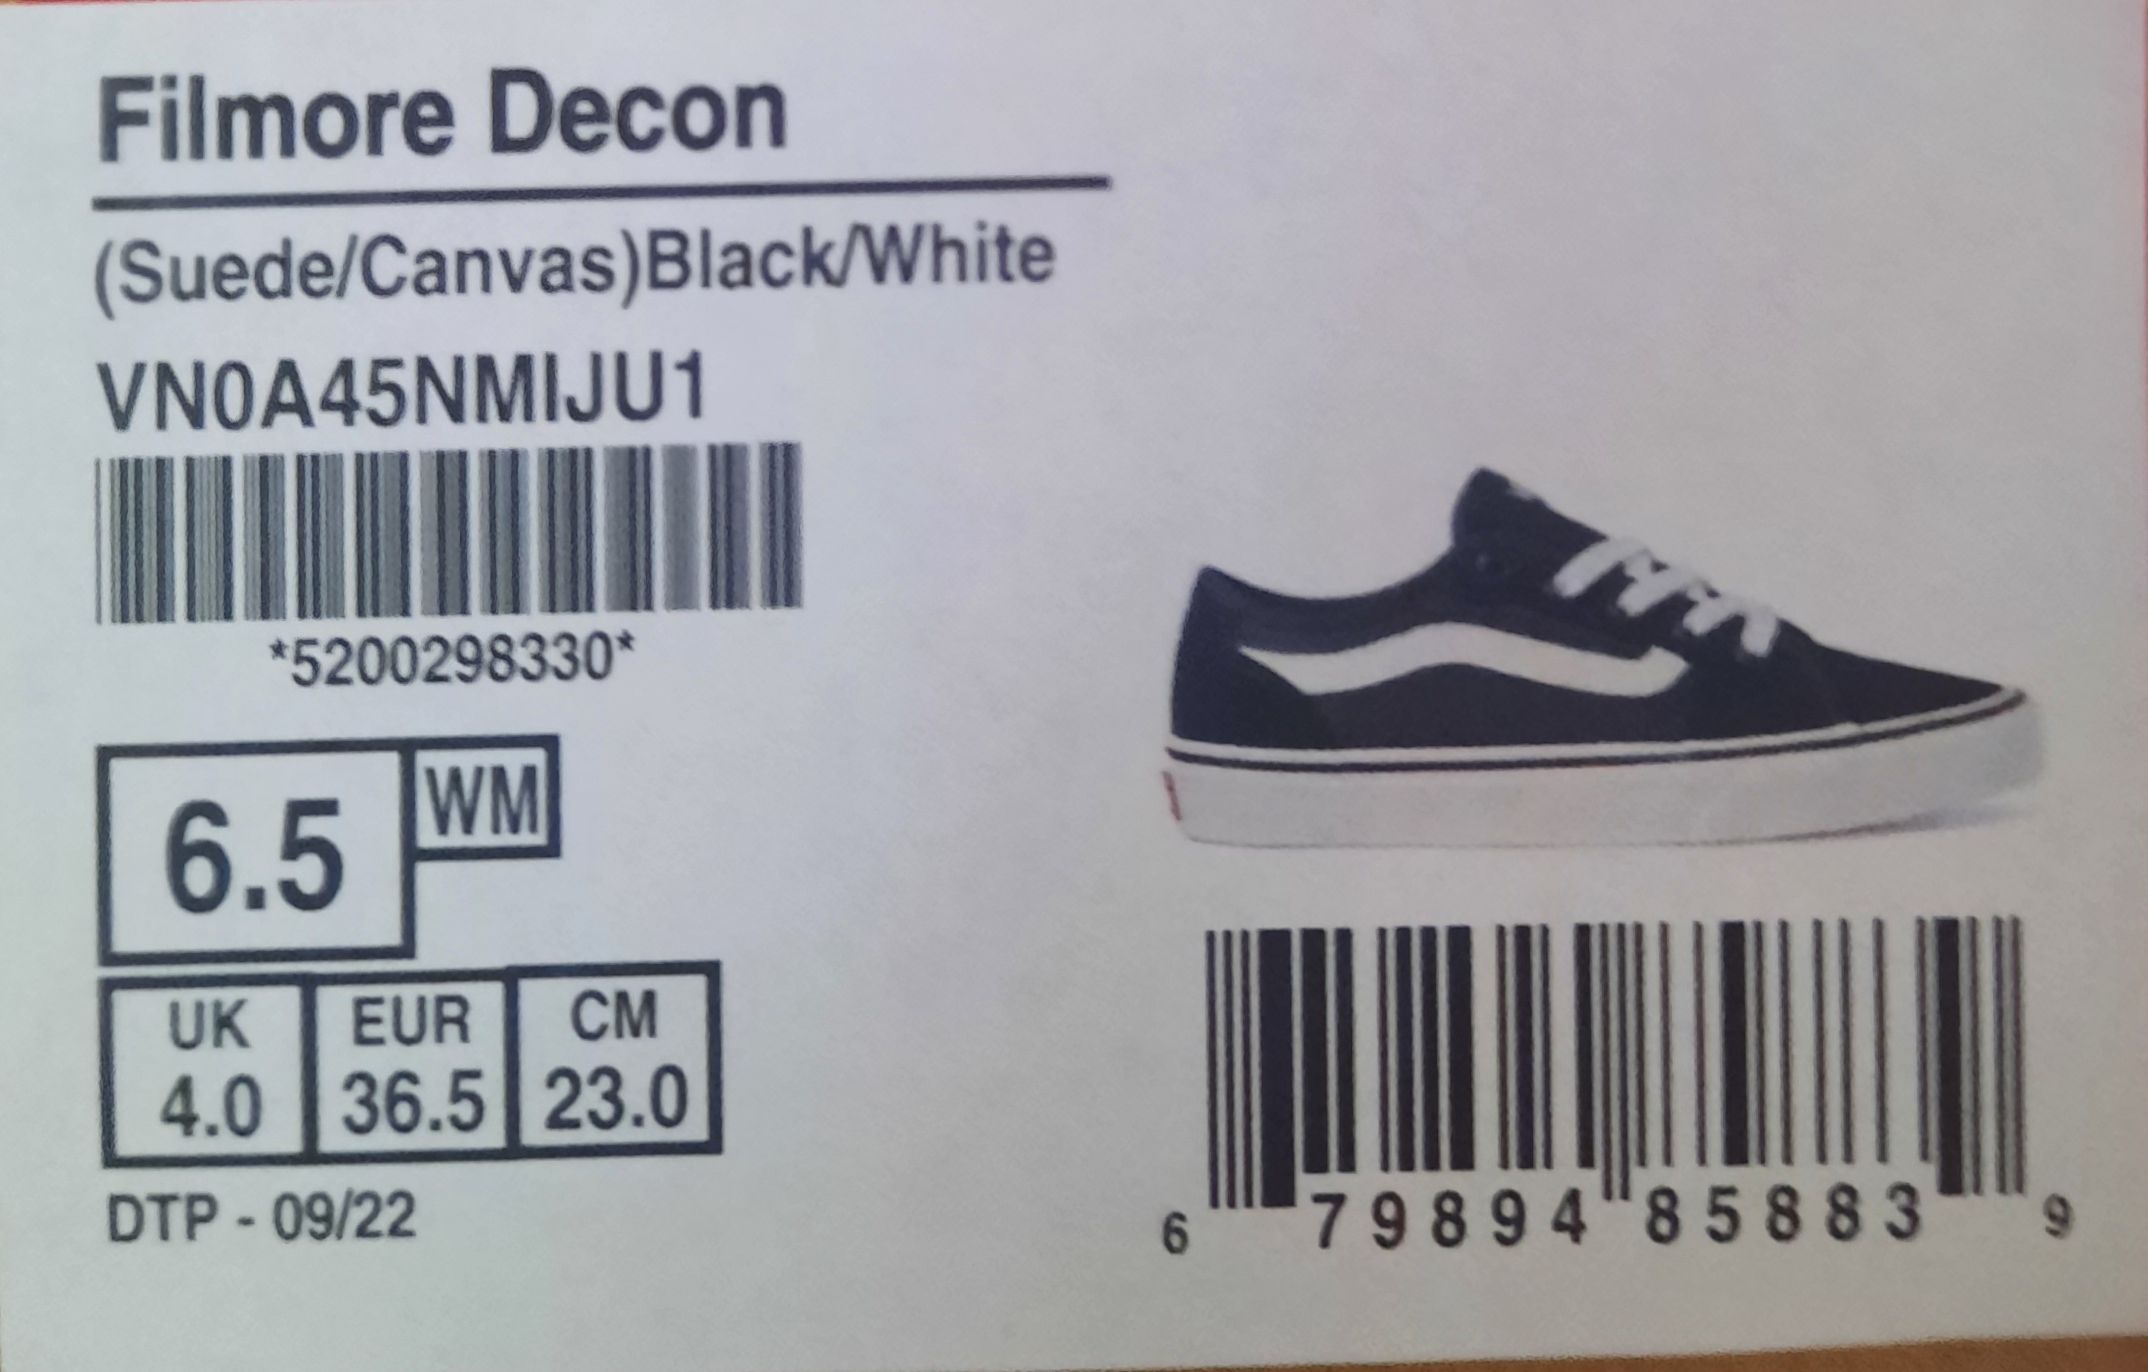 Filmore Decon
(Suede/Canvas)Black/White
VN0A45NMIJU1
*5200298330*
6.5 WM
UK EUR CM
4.0 36.5 23.0
DTP - 09/22
6 79894 85883 9